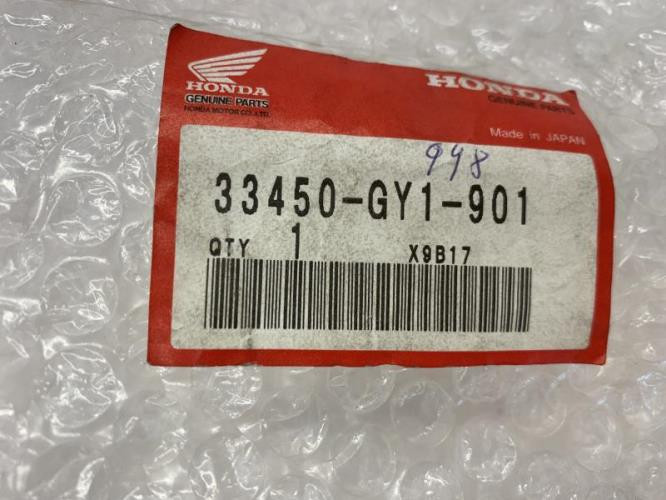 HONDA
GENUINE PARTS
HONDA MOTOR CO.,LTD.
HONDA
GENUINE PARTS
Made in JAPAN
998
33450-GY1-901
QTY 1 X9B17